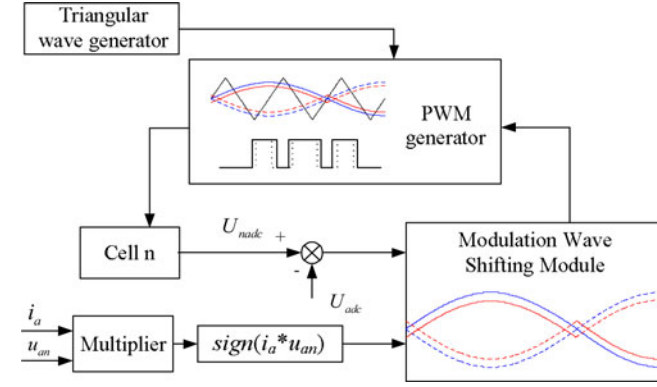 Triangular
wave generator
PWM
generator
U_nadc
+
Cell n
-
U_adc
Modulation Wave
Shifting Module
i_a
u_an
Multiplier
sign(i_a*u_an)